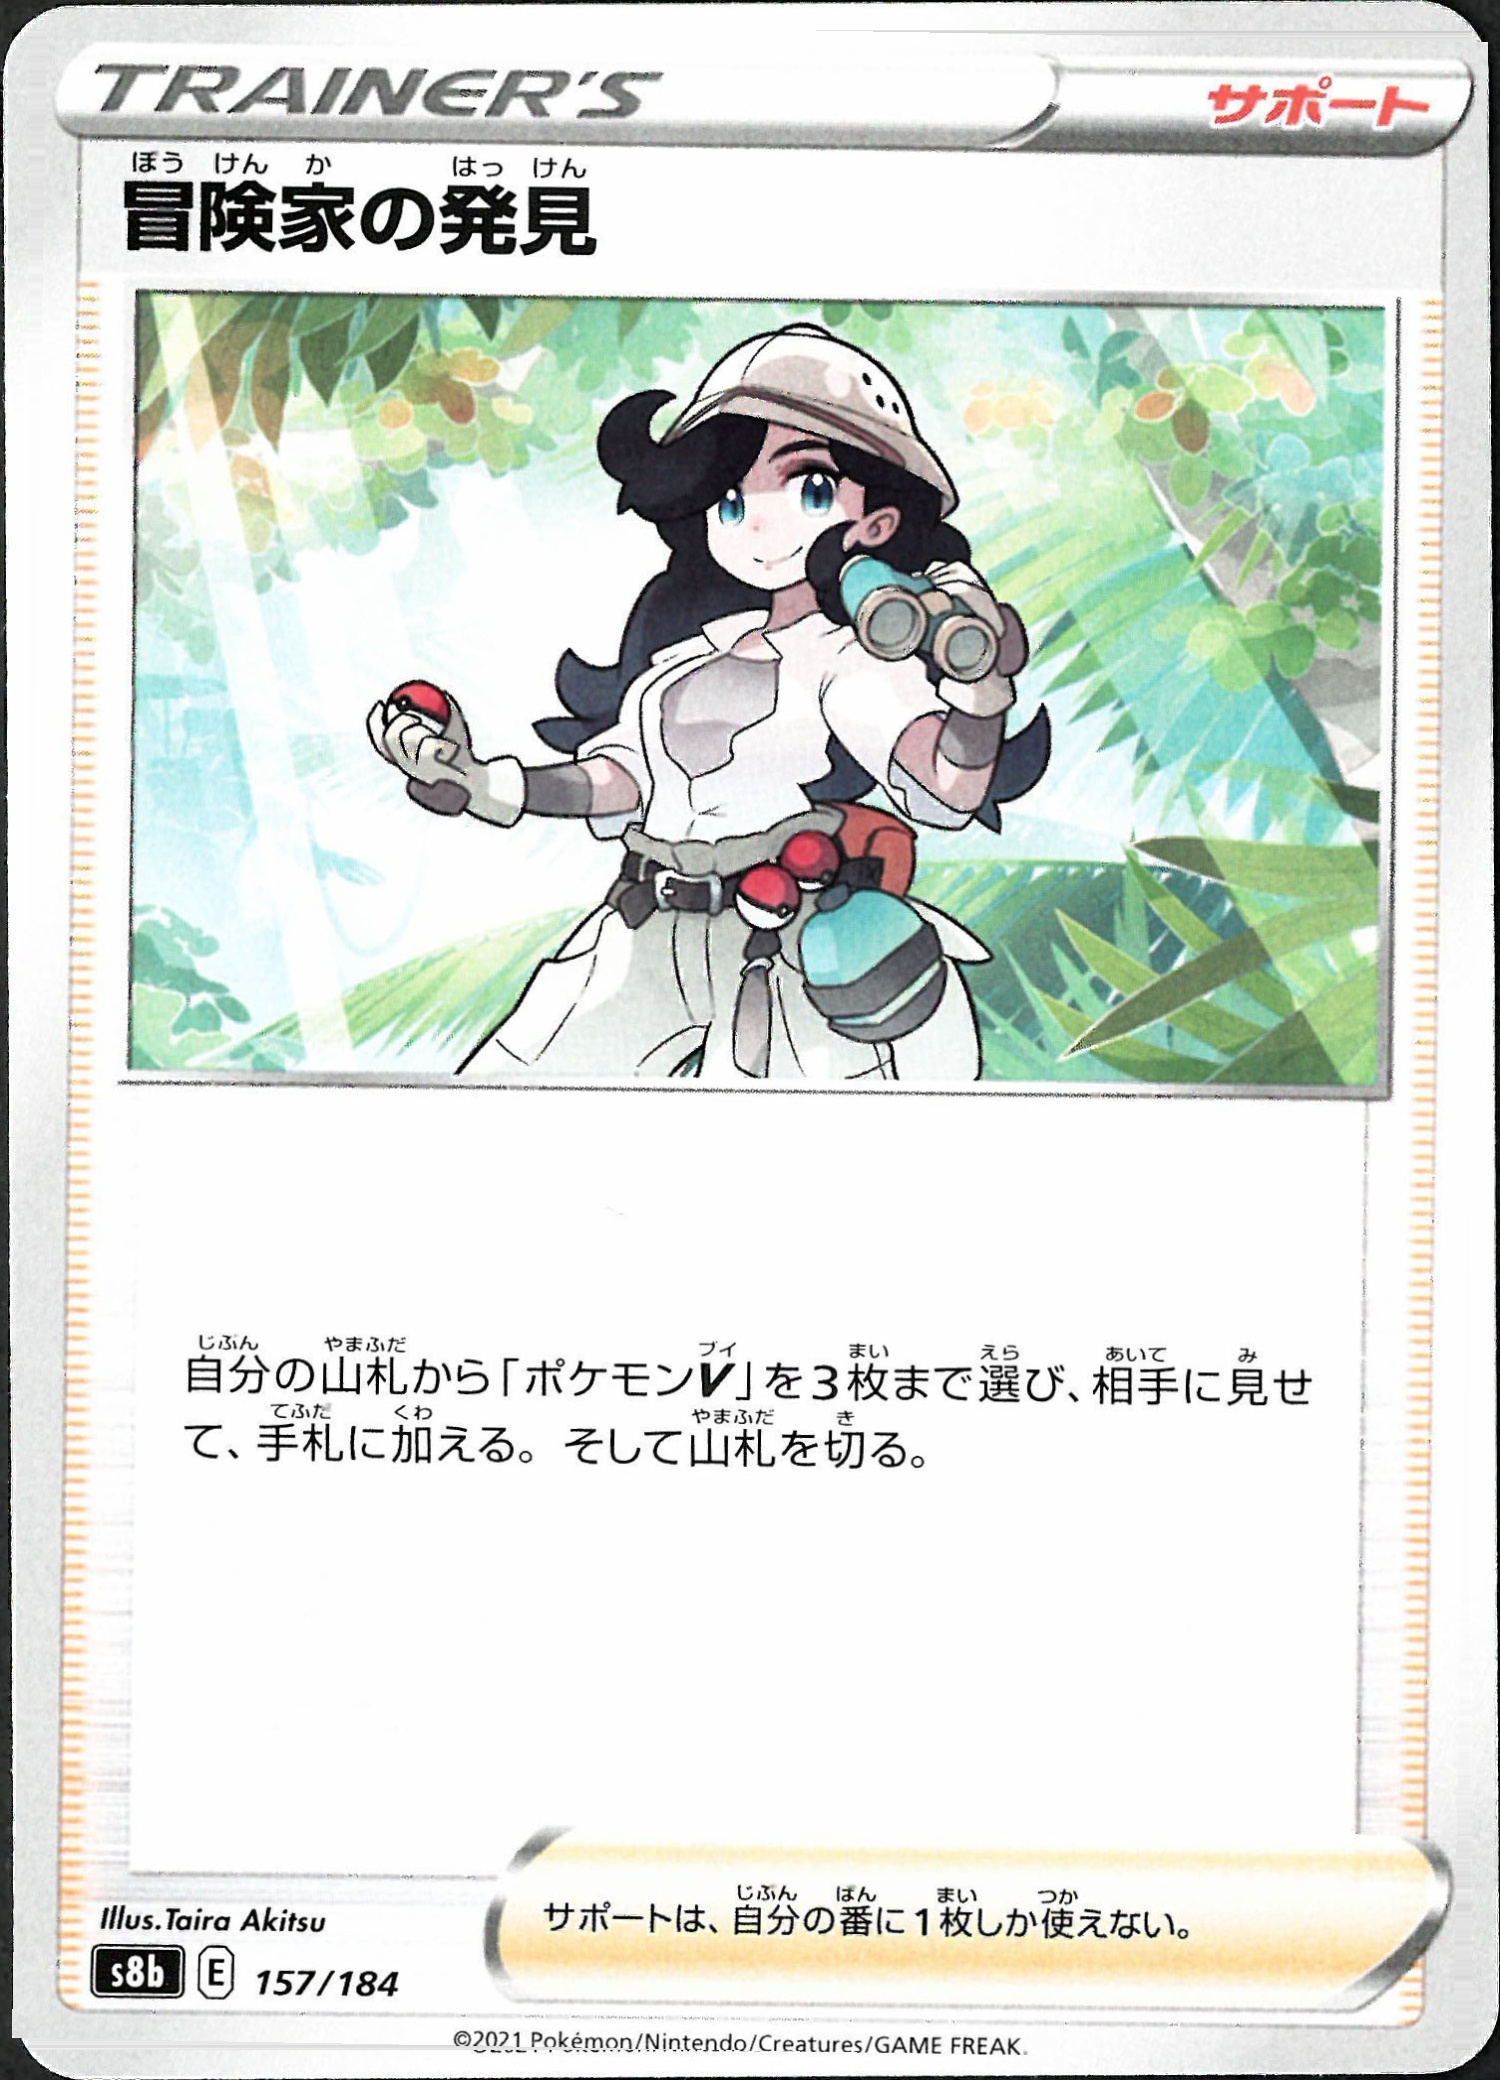 TRAINER'S
サポート
ぼうけんか はっけん
冒険家の発見
じぶん やまふだ ブイ まい えら あいて み
自分の山札から「ポケモンV」を3枚まで選び、相手に見せ
てふだ くわ やまふだ き
て、手札に加える。そして山札を切る。
Illus.Taira Akitsu
じぶん ばん まい つか
サポートは、自分の番に1枚しか使えない。
s8b E 157/184
©2021 Pokémon/Nintendo/Creatures/GAME FREAK.